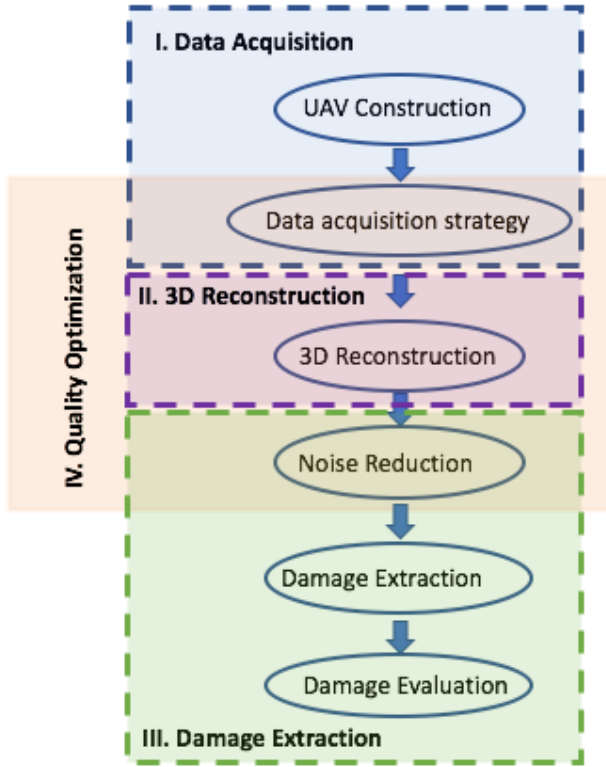 I. Data Acquisition
UAV Construction
Data acquisition strategy
IV. Quality Optimization
II. 3D Reconstruction
3D Reconstruction
Noise Reduction
Damage Extraction
Damage Evaluation
III. Damage Extraction